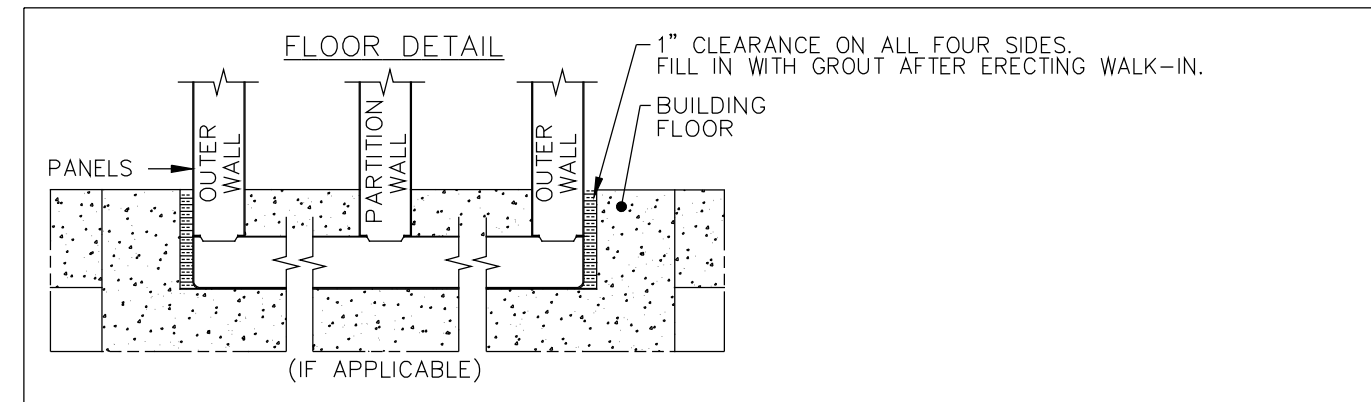 FLOOR DETAIL
1" CLEARANCE ON ALL FOUR SIDES.
FILL IN WITH GROUT AFTER ERECTING WALK-IN.
BUILDING
FLOOR
PANELS
OUTER
WALL
PARTITION
WALL
OUTER
WALL
(IF APPLICABLE)